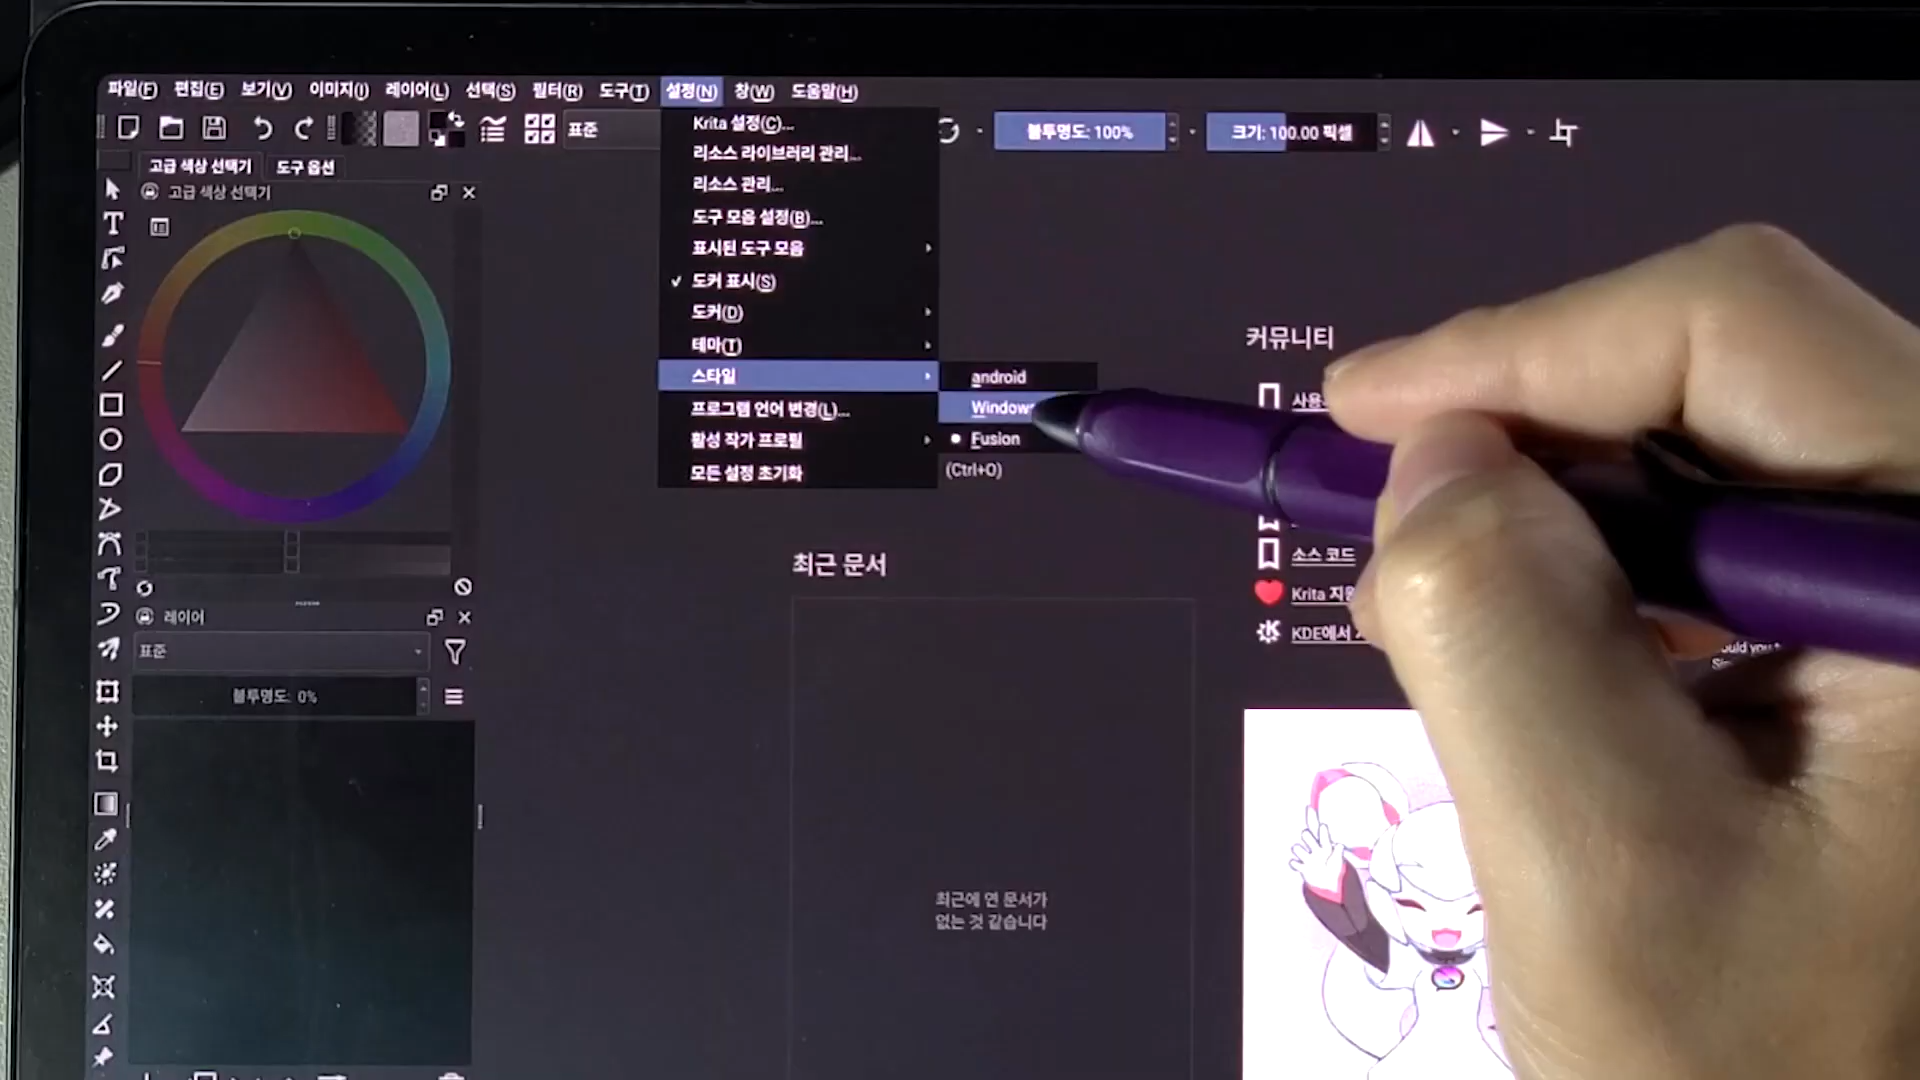 파일(F) 편집(E) 보기(V) 이미지(I) 레이어(L) 선택(S) 필터(R) 도구(T) 설정(N) 창(W) 도움말(H)
표준
불투명도: 100%
크기: 100.00 픽셀
고급 색상 선택기 도구 옵션
고급 색상 선택기
Krita 설정(C)...
리소스 라이브러리 관리...
리소스 관리...
도구 모음 설정(B)...
표시된 도구 모음
도커 표시(S)
도커(D)
테마(T)
스타일
프로그램 언어 변경(L)...
활성 작가 프로필
모든 설정 초기화
android
Windows
Fusion
(Ctrl+O)
커뮤니티
소스 코드
Krita
KDE에서
최근 문서
최근에 연 문서가
없는 것 같습니다
레이어
표준
불투명도: 0%